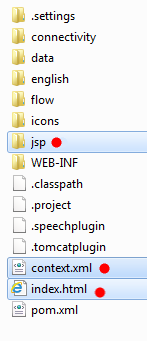 .settings
connectivity
data
english
flow
icons
jsp
WEB-INF
.classpath
.project
.speechplugin
.tomcatplugin
context.xml
index.html
pom.xml